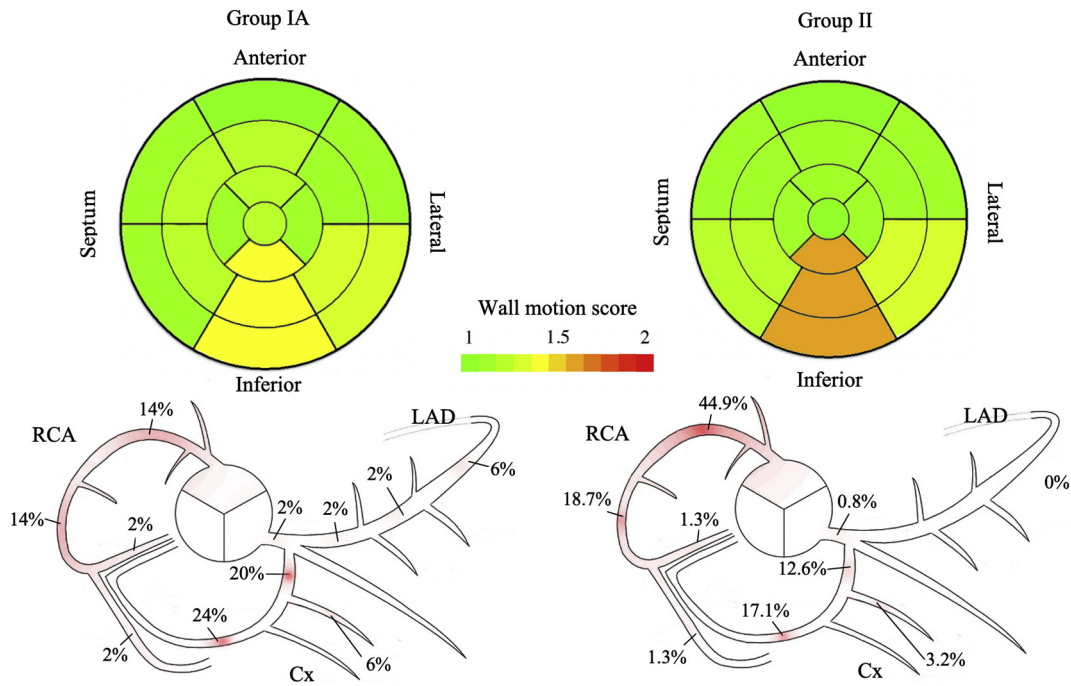 Group IA
Group II
Anterior
Anterior
Septum
Lateral
Septum
Lateral
Wall motion score
1 1.5 2
Inferior
Inferior
RCA
14%
LAD
6%
2%
2%
2%
14%
2%
20%
24%
2%
6%
Cx
RCA
44.9%
LAD
0%
18.7%
0.8%
1.3%
12.6%
17.1%
1.3%
3.2%
Cx